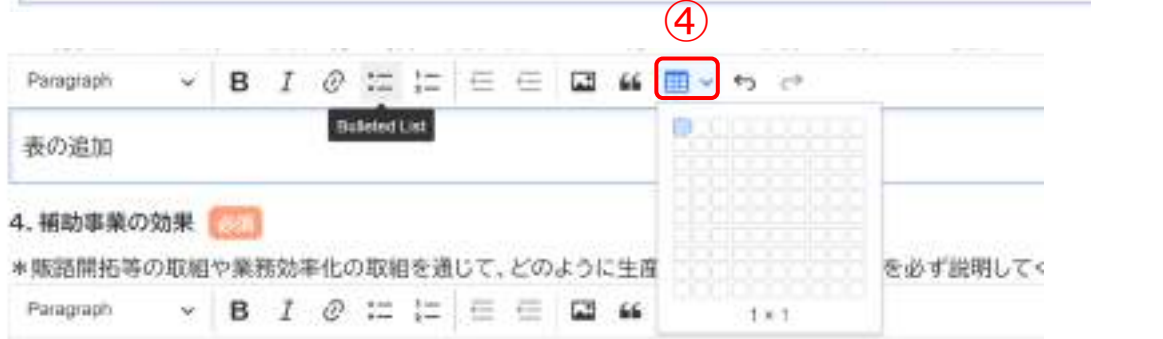 ④
Paragraph B I
Bulleted List
表の追加
4. 補助事業の効果 必須
*販路開拓等の取組や業務効率化の取組を通じて、どのように生産 を必ず説明して
Paragraph B I
1 × 1